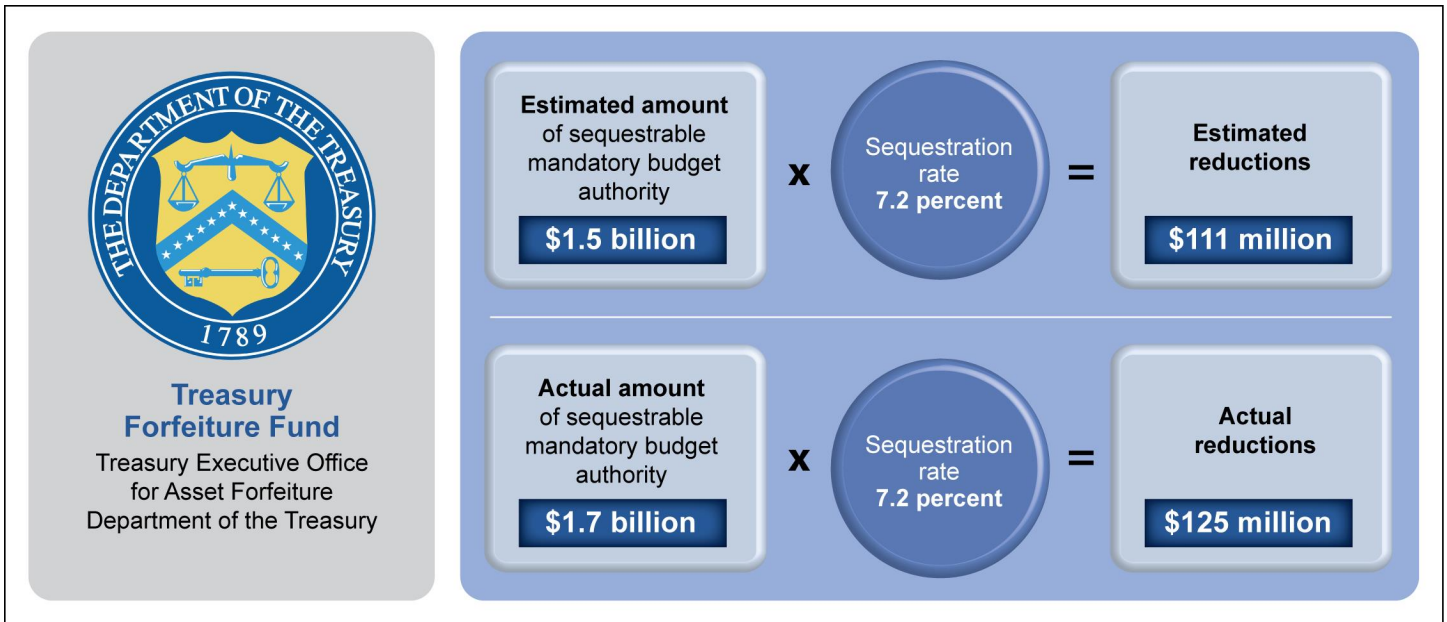 THE DEPARTMENT OF THE TREASURY
1789
Treasury
Forfeiture Fund
Treasury Executive Office
for Asset Forfeiture
Department of the Treasury
Estimated amount
of sequestrable
mandatory budget
authority
$1.5 billion
x
Sequestration
rate
7.2 percent
=
Estimated
reductions
$111 million
Actual amount
of sequestrable
mandatory budget
authority
$1.7 billion
x
Sequestration
rate
7.2 percent
=
Actual
reductions
$125 million